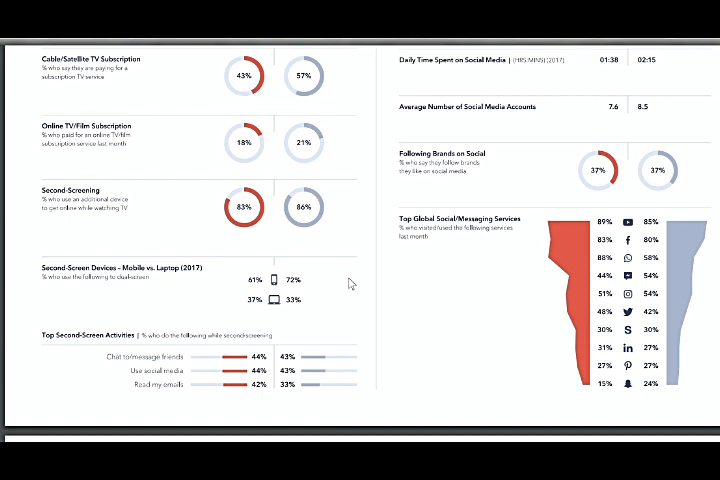 Cable/Satellite TV Subscription
% who say they are paying for a
subscription TV service
43% 57%
Online TV/Film Subscription
% who paid for an online TV/film
subscription service last month
18% 21%
Second-Screening
% who use an additional device
to get online while watching TV
83% 86%
Second-Screen Devices - Mobile vs. Laptop (2017)
% who use the following to dual-screen
61% 72%
37% 33%
Top Second-Screen Activities | % who do the following while second-screening
Chat to/message friends 44% 43%
Use social media 44% 43%
Read my emails 42% 33%
Daily Time Spent on Social Media | (HRS:MINS) (2017) 01:38 02:15
Average Number of Social Media Accounts 7.6 8.5
Following Brands on Social
% who say they follow brands
they like on social media
37% 37%
Top Global Social/Messaging Services
% who visited/used the following services
last month
89% 85%
83% f 80%
88% 58%
44% 54%
51% 54%
48% 42%
30% S 30%
31% in 27%
27% 27%
15% 24%